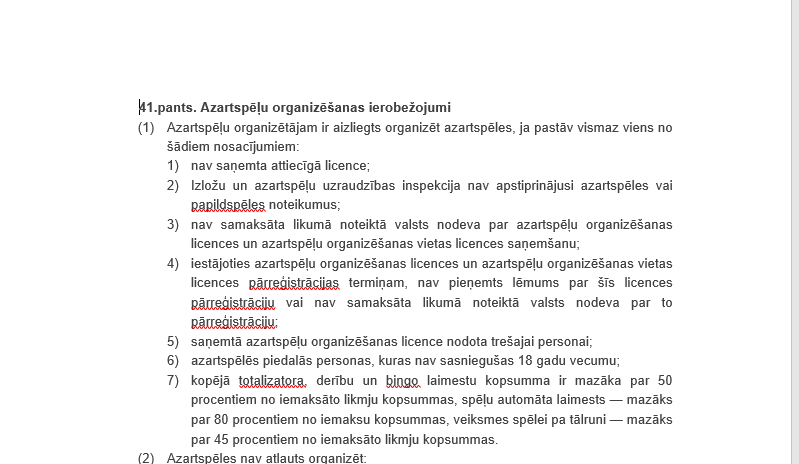 41.pants. Azartspēļu organizēšanas ierobežojumi
(1) Azartspēļu organizētājam ir aizliegts organizēt azartspēles, ja pastāv vismaz viens no
šādiem nosacījumiem:
1) nav saņemta attiecīgā licence;
2) Izložu un azartspēļu uzraudzības inspekcija nav apstiprinājusi azartspēles vai
papildspēles noteikumus;
3) nav samaksāta likumā noteiktā valsts nodeva par azartspēļu organizēšanas
licences un azartspēļu organizēšanas vietas licences saņemšanu;
4) iestājoties azartspēļu organizēšanas licences un azartspēļu organizēšanas vietas
licences pārreģistrācijas termiņam, nav pieņemts lēmums par šīs licences
pārreģistrāciju vai nav samaksāta likumā noteiktā valsts nodeva par to
pārreģistrāciju;
5) saņemtā azartspēļu organizēšanas licence nodota trešajai personai;
6) azartspēlēs piedalās personas, kuras nav sasniegušas 18 gadu vecumu;
7) kopējā totalizatora, derību un bingo laimestu kopsumma ir mazāka par 50
procentiem no iemaksāto likmju kopsummas, spēļu automāta laimests — mazāks
par 80 procentiem no iemaksu kopsummas, veiksmes spēlei pa tālruni — mazāks
par 45 procentiem no iemaksāto likmju kopsummas.
(2) Azartspēles nav atļauts organizēt: